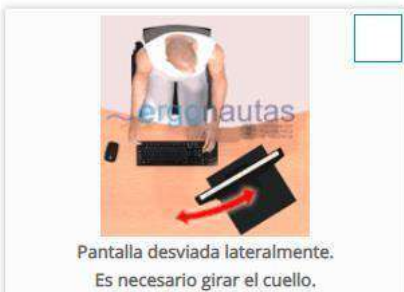 ergonautas
Pantalla desviada lateralmente.
Es necesario girar el cuello.